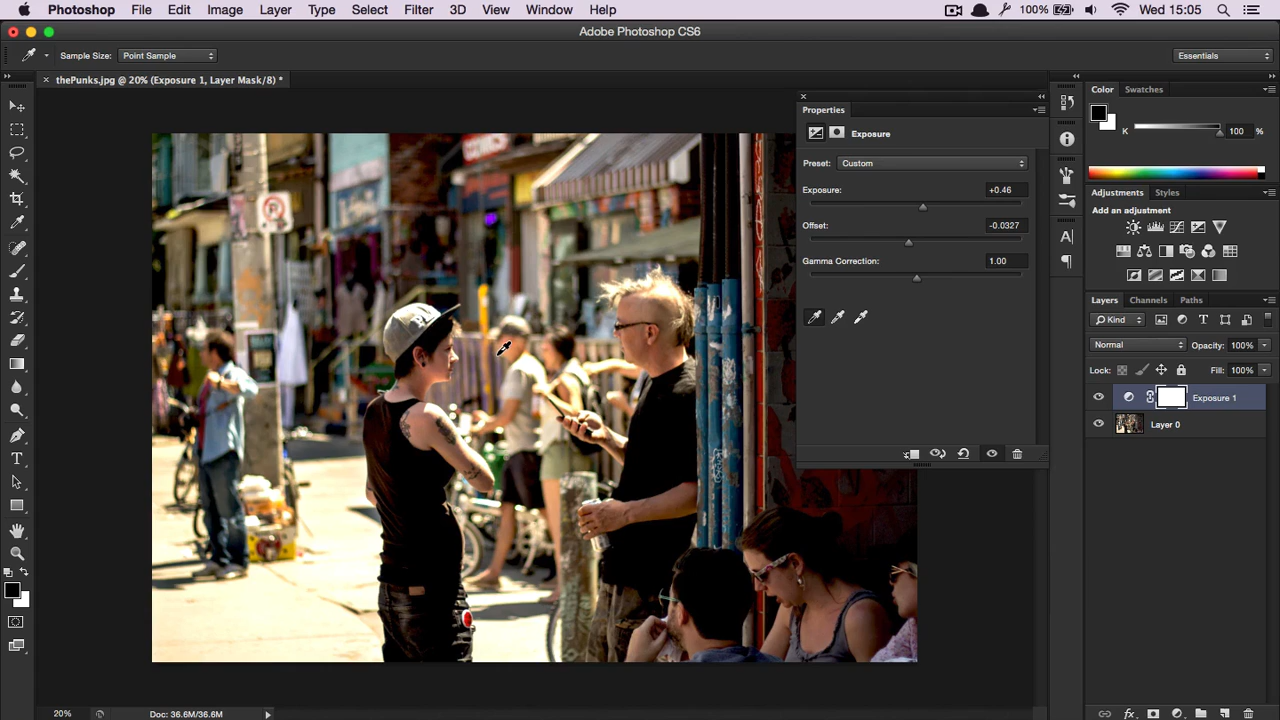 Photoshop File Edit Image Layer Type Select Filter 3D View Window Help 100% Wed 15:05
Adobe Photoshop CS6
Sample Size: Point Sample Essentials
thePunks.jpg @ 20% (Exposure 1, Layer Mask/8) *
Properties
Exposure
Preset: Custom
Exposure: +0.46
Offset: -0.0327
Gamma Correction: 1.00
Color Swatches
K 100 %
Adjustments Styles
Add an adjustment
Layers Channels Paths
Kind
Normal Opacity: 100%
Lock: Fill: 100%
Exposure 1
Layer 0
20% Doc: 36.6M/36.6M